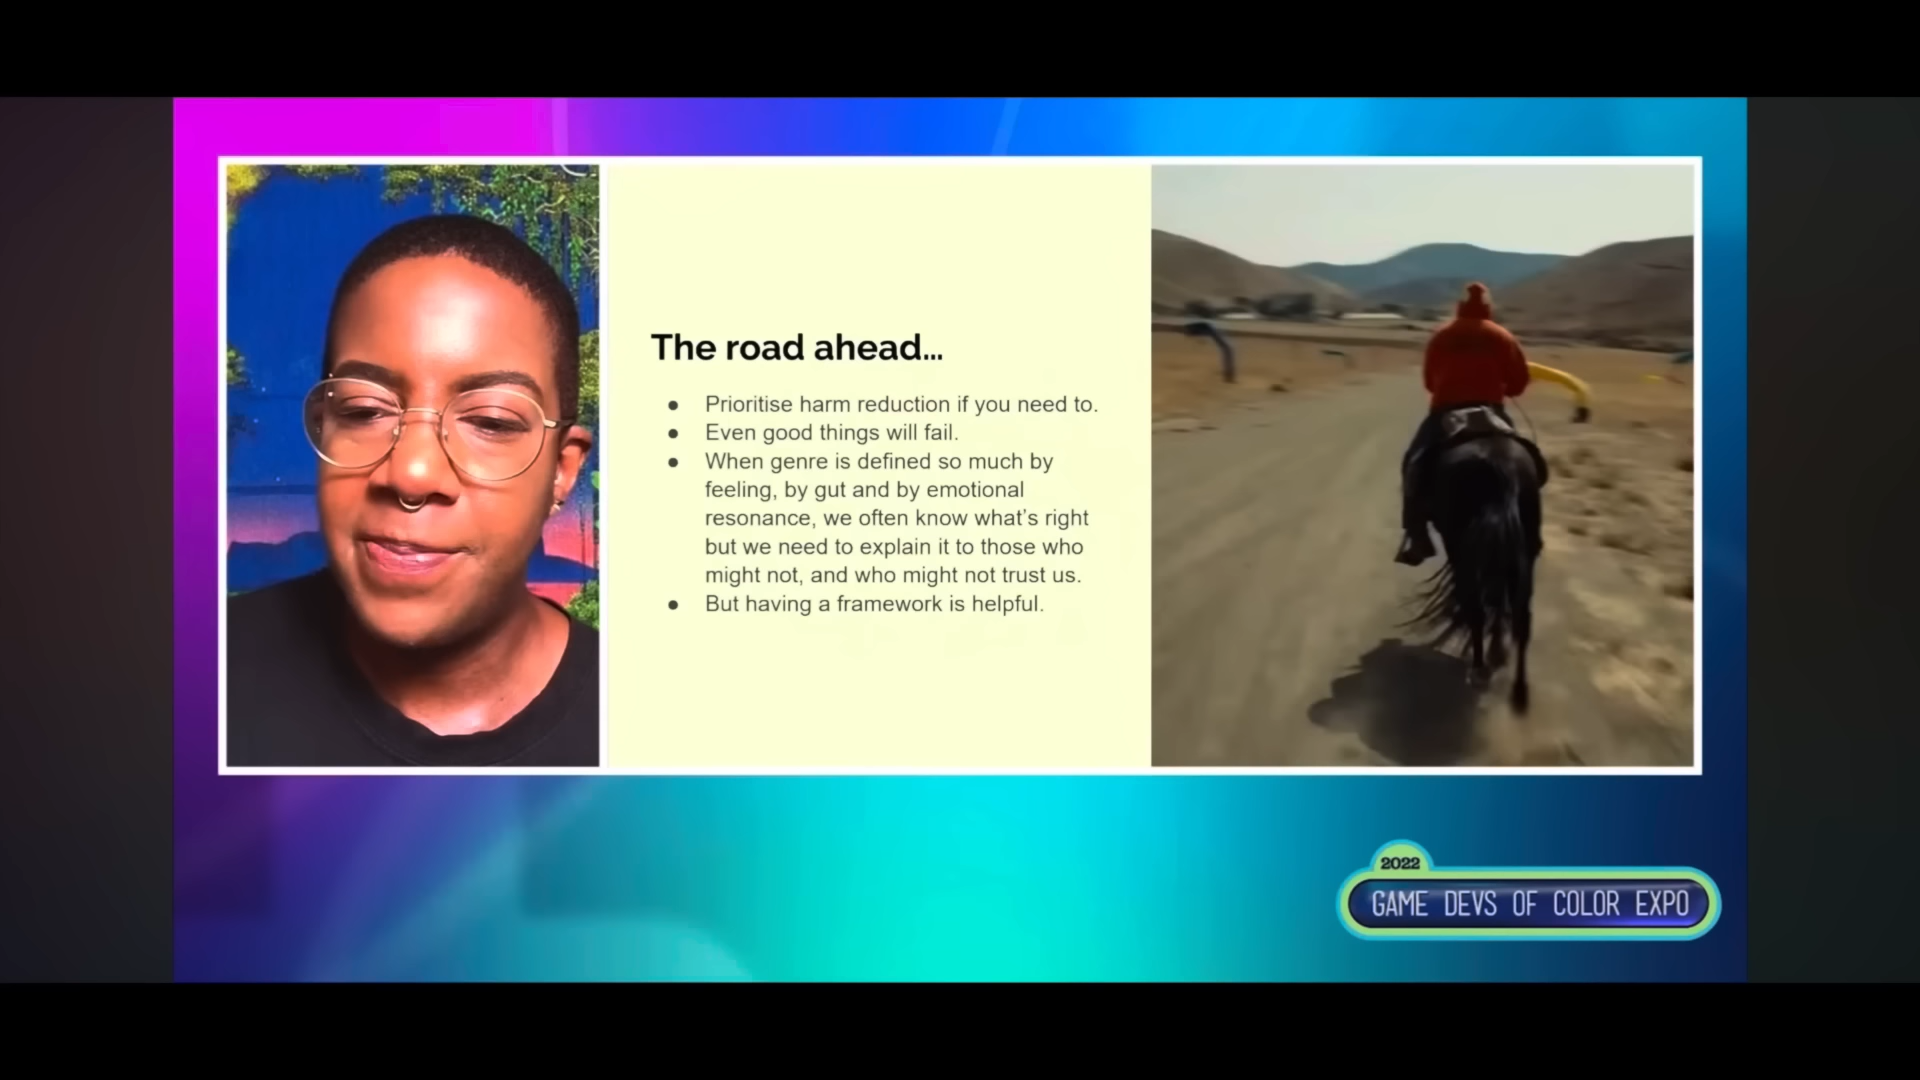 The road ahead...
● Prioritise harm reduction if you need to.
● Even good things will fail.
● When genre is defined so much by
feeling, by gut and by emotional
resonance, we often know what’s right
but we need to explain it to those who
might not, and who might not trust us.
● But having a framework is helpful.
2022
GAME DEVS OF COLOR EXPO